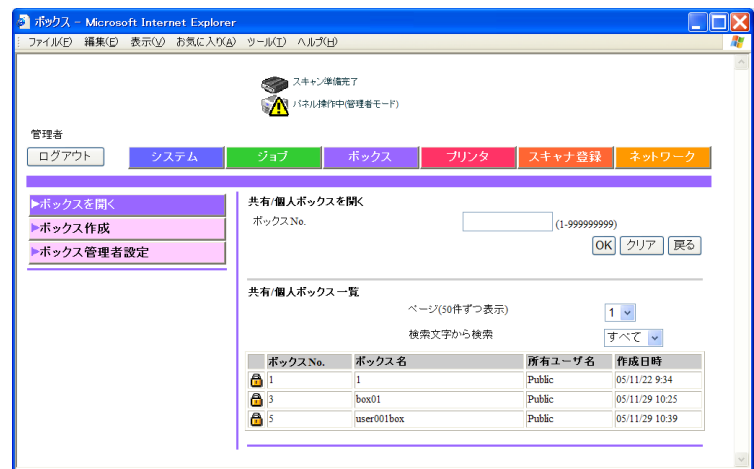 ボックス - Microsoft Internet Explorer
ファイル(F) 編集(E) 表示(V) お気に入り(A) ツール(T) ヘルプ(H)
スキャン準備完了
パネル操作中(管理者モード)
管理者
ログアウト システム ジョブ ボックス プリンタ スキャナ登録 ネットワーク
▶ボックスを開く
▶ボックス作成
▶ボックス管理者設定
共有/個人ボックスを開く
ボックスNo. (1-999999999)
OK クリア 戻る
共有/個人ボックス一覧
ページ(50件ずつ表示) 1
検索文字から検索 すべて
ボックスNo. ボックス名 所有ユーザ名 作成日時
1 1 Public 05/11/22 9:34
3 box01 Public 05/11/29 10:25
5 user001box Public 05/11/29 10:39